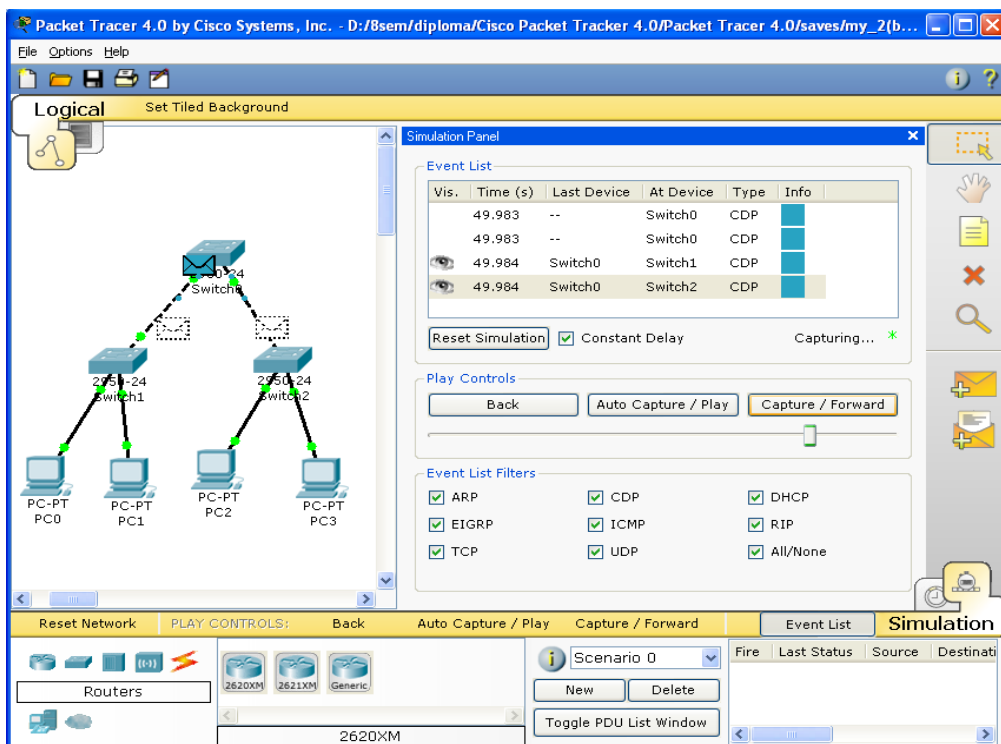 Packet Tracer 4.0 by Cisco Systems, Inc. - D:/8sem/diploma/Cisco Packet Tracker 4.0/Packet Tracer 4.0/saves/my_2(b...
File Options Help
Logical Set Tiled Background
Simulation Panel
Event List
Vis. Time (s) Last Device At Device Type Info
49.983 -- Switch0 CDP
49.983 -- Switch0 CDP
49.984 Switch0 Switch1 CDP
49.984 Switch0 Switch2 CDP
Reset Simulation Constant Delay Capturing... *
Play Controls
Back Auto Capture / Play Capture / Forward
Event List Filters
ARP CDP DHCP
EIGRP ICMP RIP
TCP UDP All/None
2950-24
Switch0
2950-24
Switch1
2950-24
Switch2
PC-PT
PC0
PC-PT
PC1
PC-PT
PC2
PC-PT
PC3
Reset Network PLAY CONTROLS: Back Auto Capture / Play Capture / Forward Event List Simulation
Routers
2620XM 2621XM Generic
2620XM
Scenario 0
New Delete
Toggle PDU List Window
Fire Last Status Source Destinati